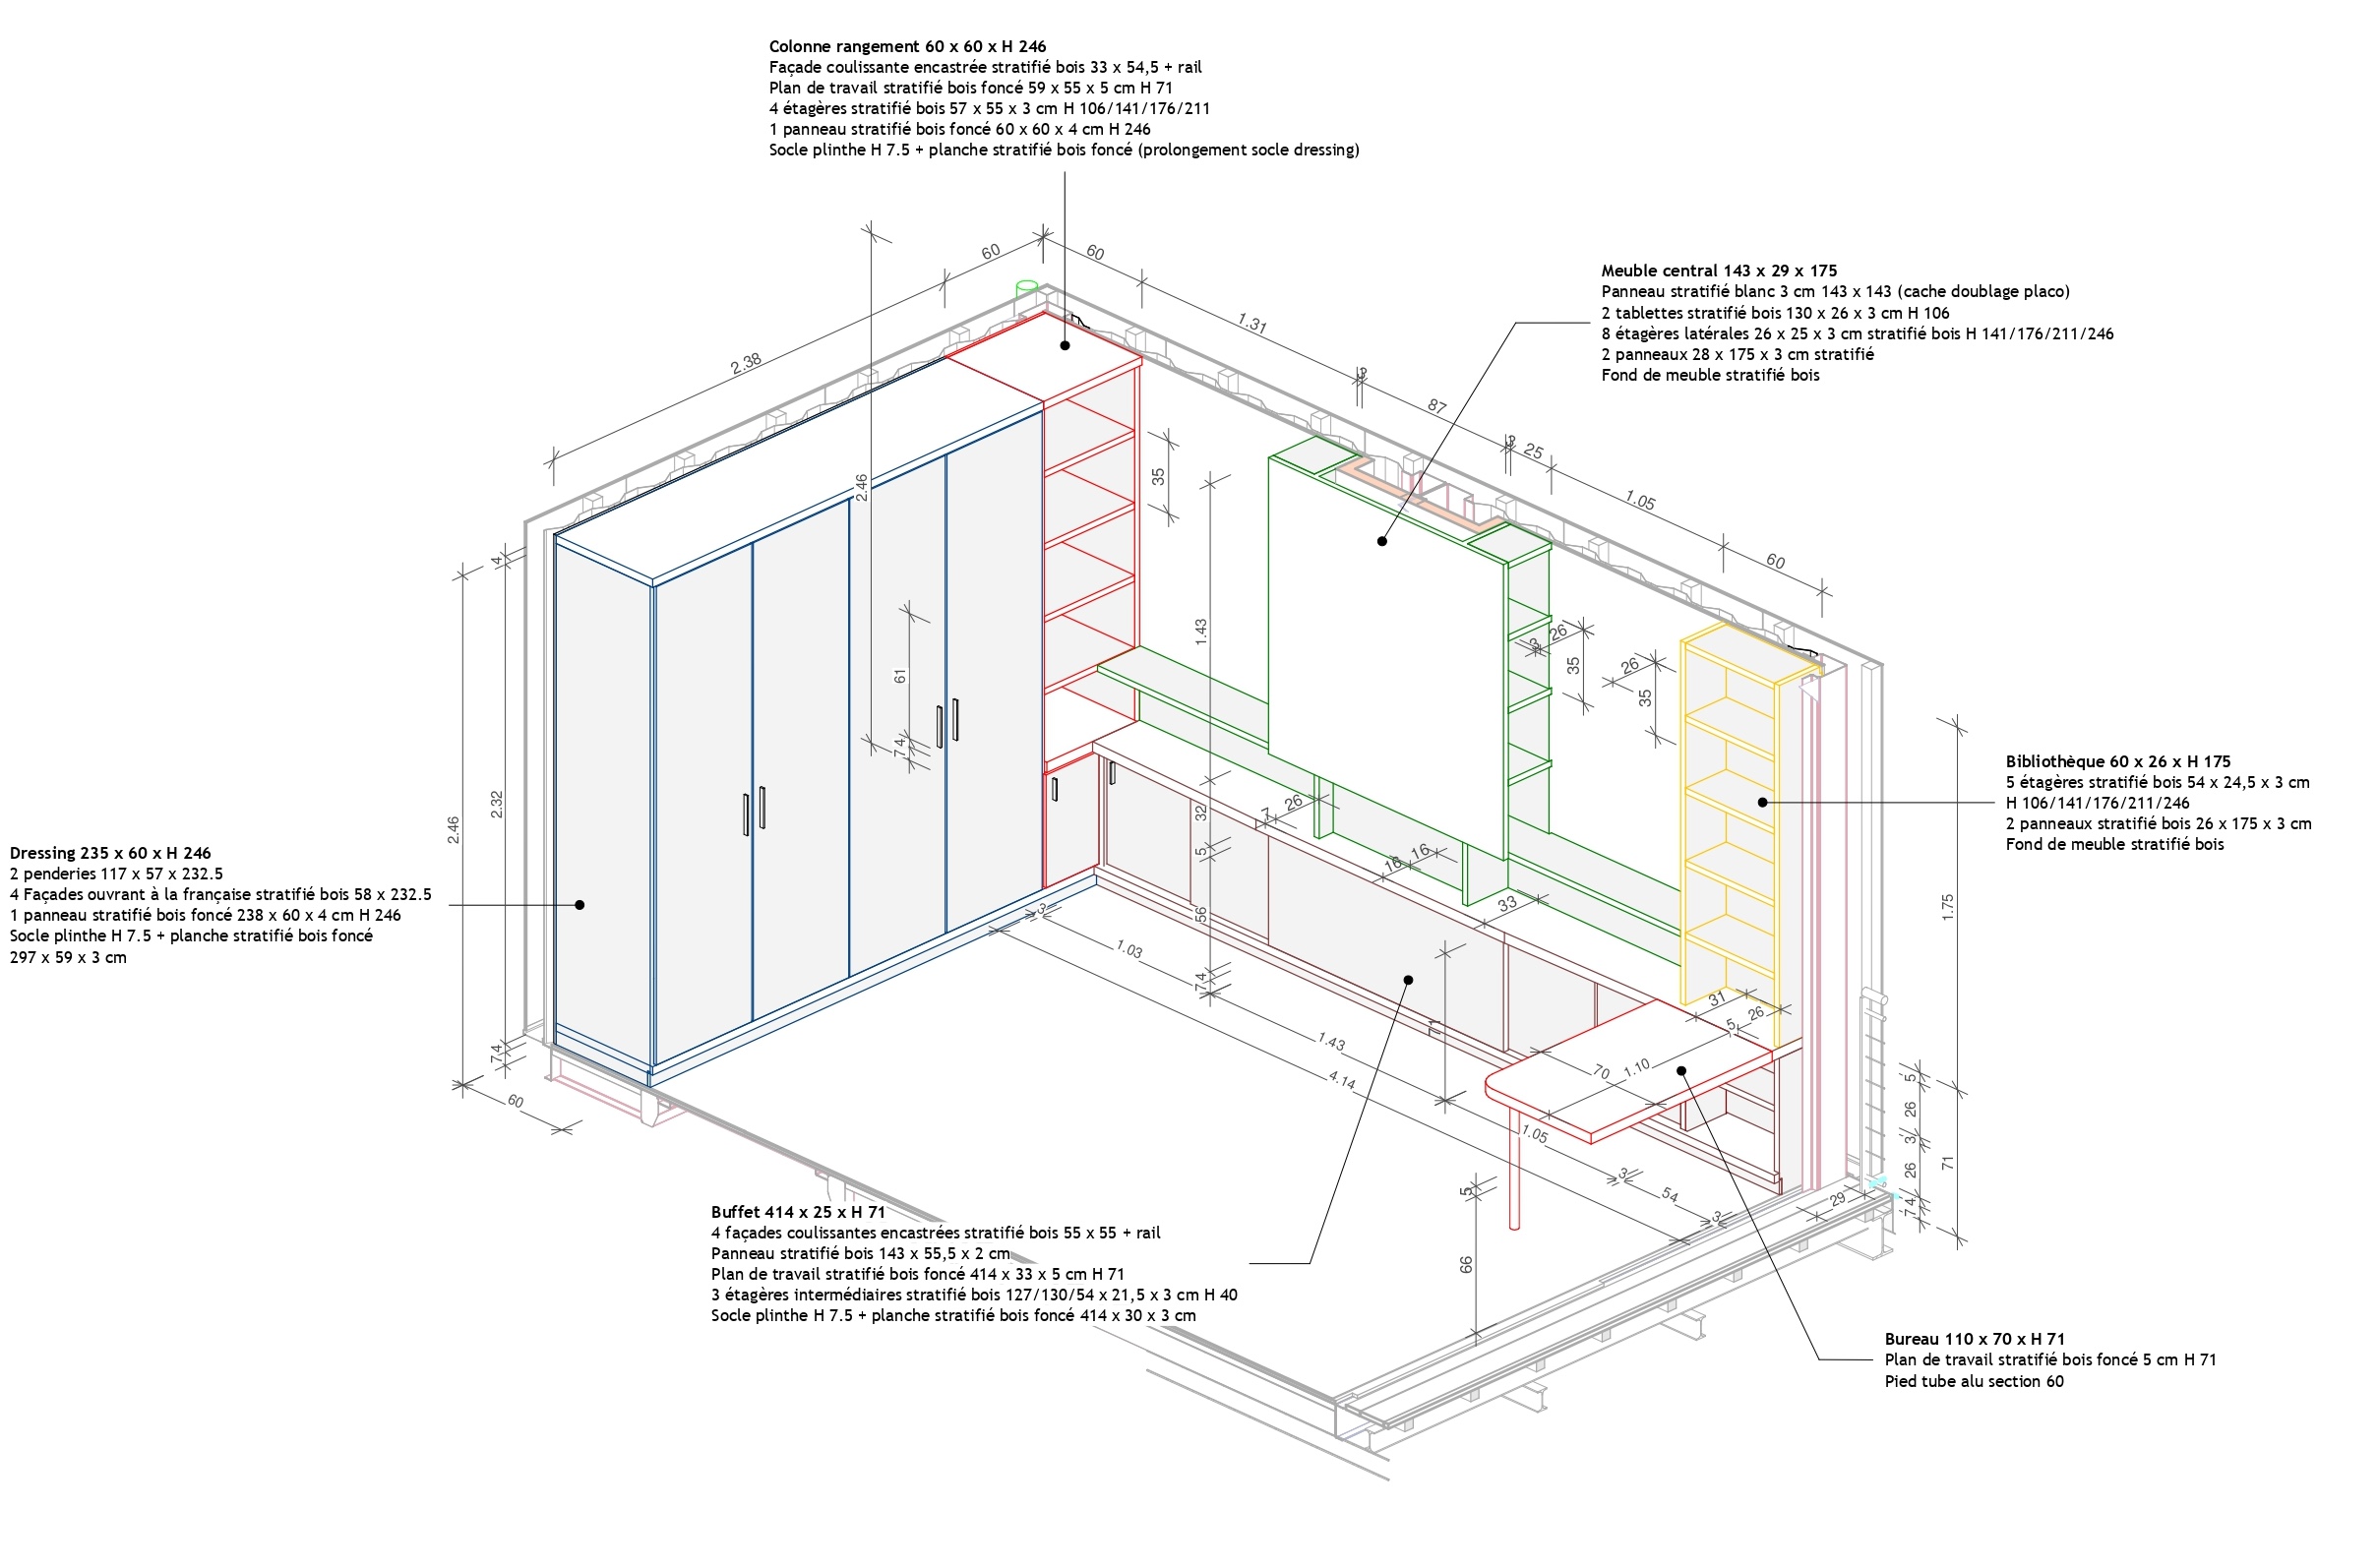 Colonne rangement 60 x 60 x H 246
Façade coulissante encastrée stratifié bois 33 x 54,5 + rail
Plan de travail stratifié bois foncé 59 x 55 x 5 cm H 71
4 étagères stratifié bois 57 x 55 x 3 cm H 106/141/176/211
1 panneau stratifié bois foncé 60 x 60 x 4 cm H 246
Socle plinthe H 7.5 + planche stratifié bois foncé (prolongement socle dressing)
Meuble central 143 x 29 x 175
Panneau stratifié blanc 3 cm 143 x 143 (cache doublage placo)
2 tablettes stratifié bois 130 x 26 x 3 cm H 106
8 étagères latérales 26 x 25 x 3 cm stratifié bois H 141/176/211/246
2 panneaux 28 x 175 x 3 cm stratifié
Fond de meuble stratifié bois
60
60
2.38
1.31
3
87
3
25
1.05
60
2.46
35
4
1.43
61
4
7
3
26
35
26
35
2.46
2.32
32
7
26
5
16
16
33
56
3
1.03
4
7
1.43
4.14
71
31
5
26
70
1.10
1.05
3
54
3
5
66
29
4
7
60
1.75
5
26
3
26
4
7
71
Bibliothèque 60 x 26 x H 175
5 étagères stratifié bois 54 x 24,5 x 3 cm
H 106/141/176/211/246
2 panneaux stratifié bois 26 x 175 x 3 cm
Fond de meuble stratifié bois
Dressing 235 x 60 x H 246
2 penderies 117 x 57 x 232.5
4 Façades ouvrant à la française stratifié bois 58 x 232.5
1 panneau stratifié bois foncé 238 x 60 x 4 cm H 246
Socle plinthe H 7.5 + planche stratifié bois foncé
297 x 59 x 3 cm
Buffet 414 x 25 x H 71
4 façades coulissantes encastrées stratifié bois 55 x 55 + rail
Panneau stratifié bois 143 x 55,5 x 2 cm
Plan de travail stratifié bois foncé 414 x 33 x 5 cm H 71
3 étagères intermédiaires stratifié bois 127/130/54 x 21,5 x 3 cm H 40
Socle plinthe H 7.5 + planche stratifié bois foncé 414 x 30 x 3 cm
Bureau 110 x 70 x H 71
Plan de travail stratifié bois foncé 5 cm H 71
Pied tube alu section 60